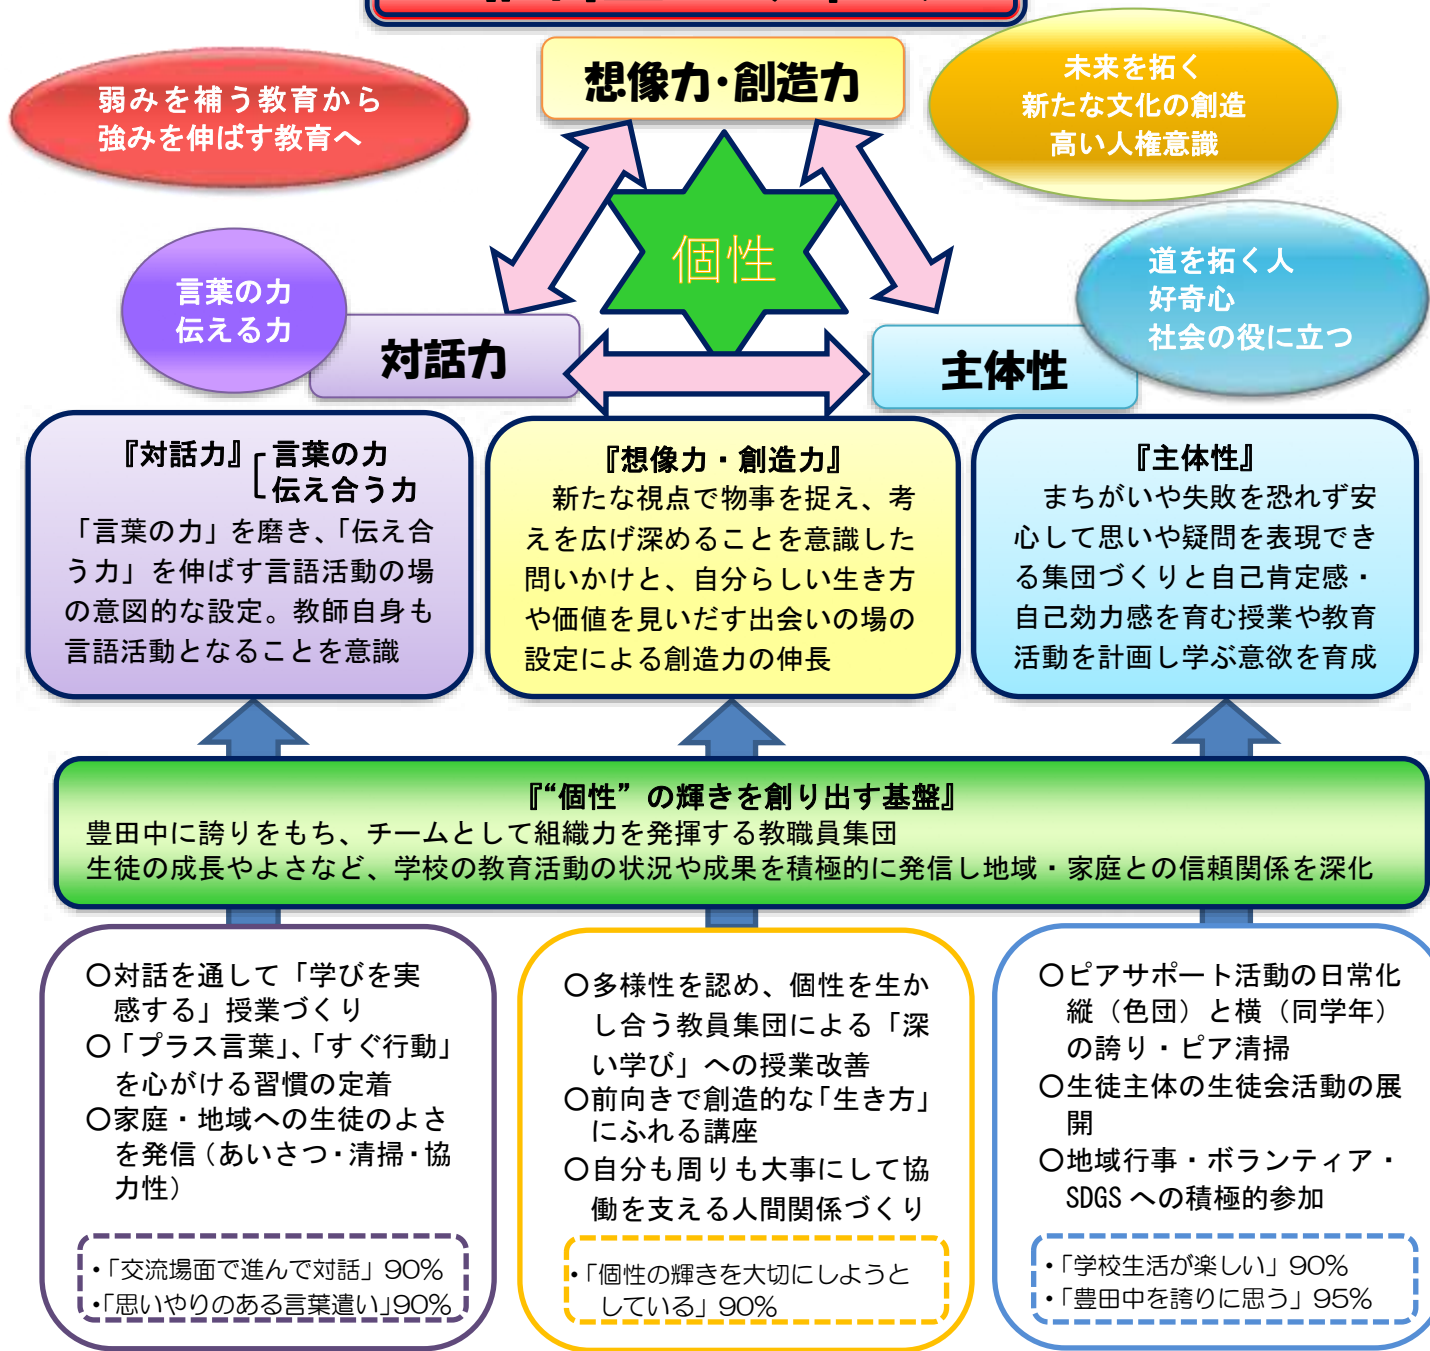 想像力・創造力
弱みを補う教育から
強みを伸ばす教育へ
未来を拓く
新たな文化の創造
高い人権意識
個性
言葉の力
伝える力
道を拓く人
好奇心
社会の役に立つ
対話力
主体性
『対話力』言葉の力
伝え合う力
「言葉の力」を磨き、「伝え合
う力」を伸ばす言語活動の場
の意図的な設定。教師自身も
言語活動となることを意識
『想像力・創造力』
新たな視点で物事を捉え、考
えを広げ深めることを意識した
問いかけと、自分らしい生き方
や価値を見いだす出会いの場の
設定による創造力の伸長
『主体性』
まちがいや失敗を恐れず安
心して思いや疑問を表現でき
る集団づくりと自己肯定感・
自己効力感を育む授業や教育
活動を計画し学ぶ意欲を育成
『“個性”の輝きを創り出す基盤』
豊田中に誇りをもち、チームとして組織力を発揮する教職員集団
生徒の成長やよさなど、学校の教育活動の状況や成果を積極的に発信し地域・家庭との信頼関係を深化
〇対話を通して「学びを実
感する」授業づくり
〇「プラス言葉」、「すぐ行動」
を心がける習慣の定着
〇家庭・地域への生徒のよさ
を発信（あいさつ・清掃・協
力性）
・「交流場面で進んで対話」90％
・「思いやりのある言葉遣い」90％
〇多様性を認め、個性を生か
し合う教員集団による「深
い学び」への授業改善
〇前向きで創造的な「生き方」
にふれる講座
〇自分も周りも大事にして協
働を支える人間関係づくり
・「個性の輝きを大切にしようと
している」90％
〇ピアサポート活動の日常化
縦（色団）と横（同学年）
の誇り・ピア清掃
〇生徒主体の生徒会活動の展
開
〇地域行事・ボランティア・
SDGS への積極的参加
・「学校生活が楽しい」90％
・「豊田中を誇りに思う」95％